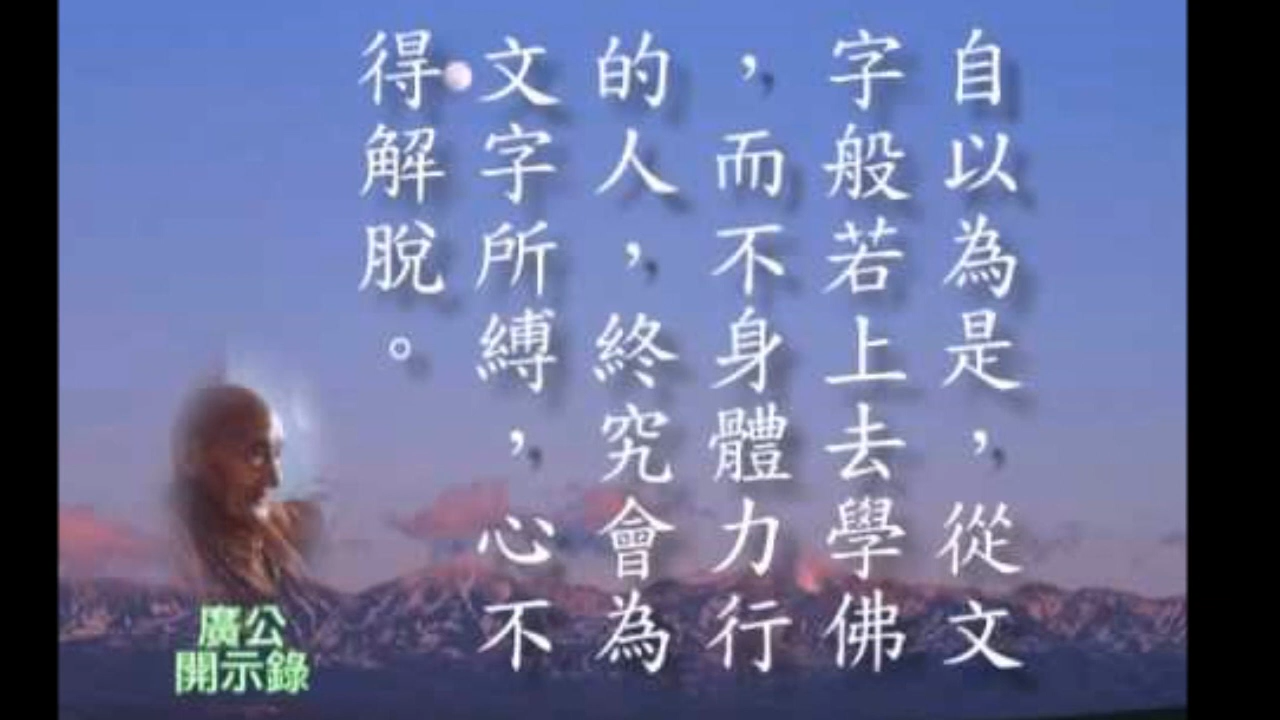 自以為是，從文
字般若上去學佛
，而不身體力行
的人，終究會為
文字所縛，心不
得解脫。
廣公
開示錄